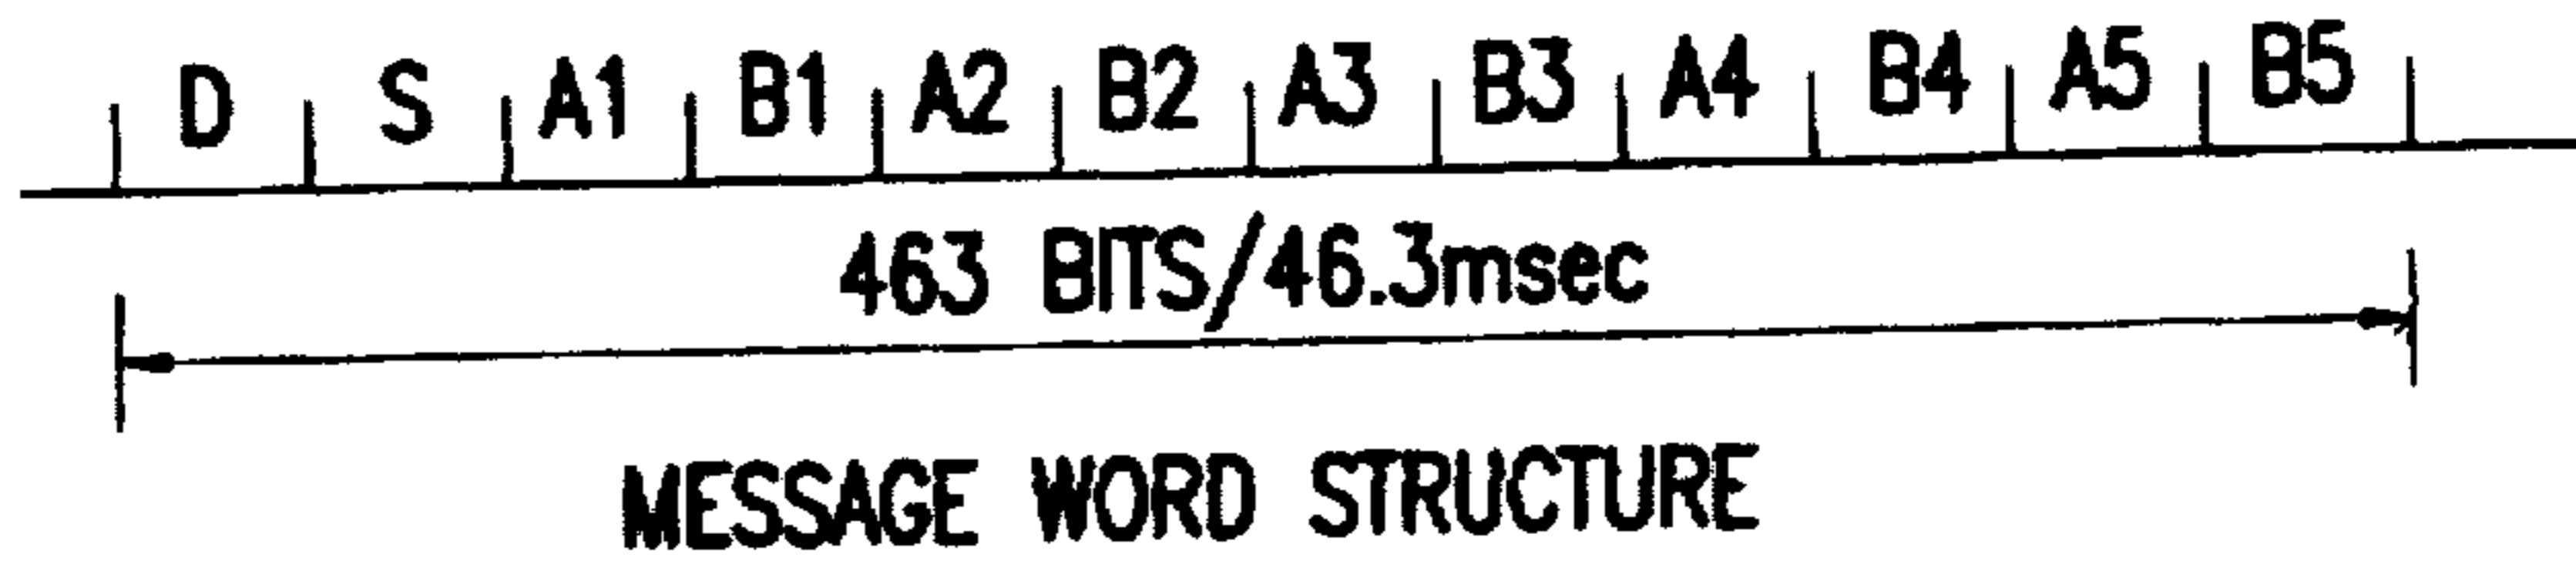 D S A1 B1 A2 B2 A3 B3 A4 B4 A5 B5
463 BITS/46.3msec
MESSAGE WORD STRUCTURE